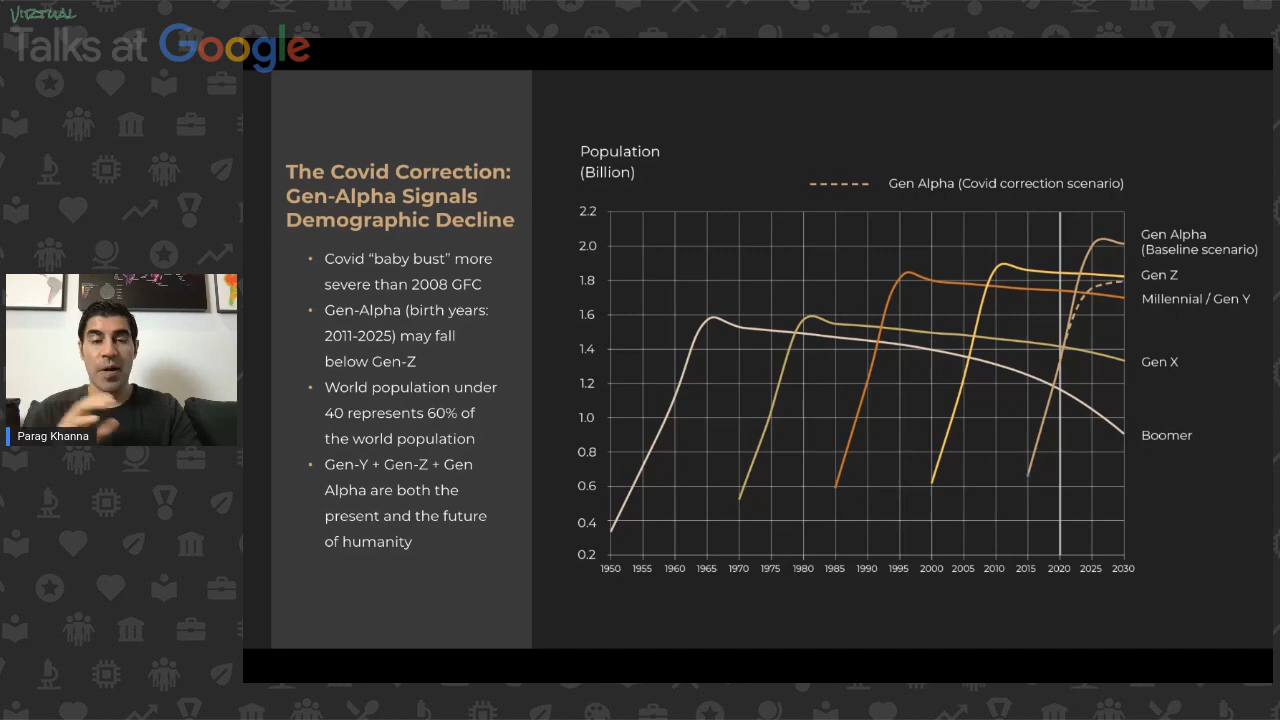 VIRTUAL
Talks at Google
The Covid Correction:
Gen-Alpha Signals
Demographic Decline
• Covid “baby bust” more
severe than 2008 GFC
• Gen-Alpha (birth years:
2011-2025) may fall
below Gen-Z
• World population under
40 represents 60% of
the world population
• Gen-Y + Gen-Z + Gen
Alpha are both the
present and the future
of humanity
Parag Khanna
Population
(Billion)
Gen Alpha (Covid correction scenario)
2.2
2.0
1.8
1.6
1.4
1.2
1.0
0.8
0.6
0.4
0.2
1950 1955 1960 1965 1970 1975 1980 1985 1990 1995 2000 2005 2010 2015 2020 2025 2030
Gen Alpha
(Baseline scenario)
Gen Z
Millennial / Gen Y
Gen X
Boomer